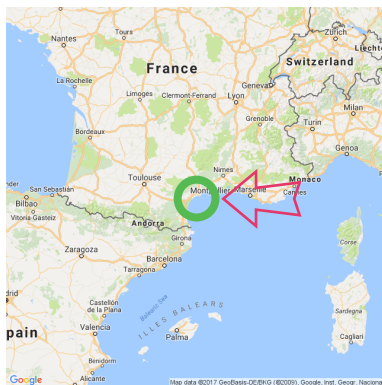 Tours
Zürich
Nantes
Liechte
France
Switzerland
La Rochelle
Geneva
Limoges
Clermont-Ferrand
Lyon
Milan
Grenoble
Turin
Bordeaux
Genoa
Nimes
Toulouse
Monaco
San Sebastián
Montpellier
Marseille
Cannes
Bilbao
Vitoria-Gasteiz
Andorra
Girona
Corse
Zaragoza
Barcelona
Tarragona
Balearic Sea
Castellón
de la Plana
ILLES BALEARS
Sardegna
pain
Valencia
Palma
Cagliari
Benidorm
Alicante
Google
Map data ©2017 GeoBasis-DE/BKG (©2009), Google, Inst. Geogr. Nacional